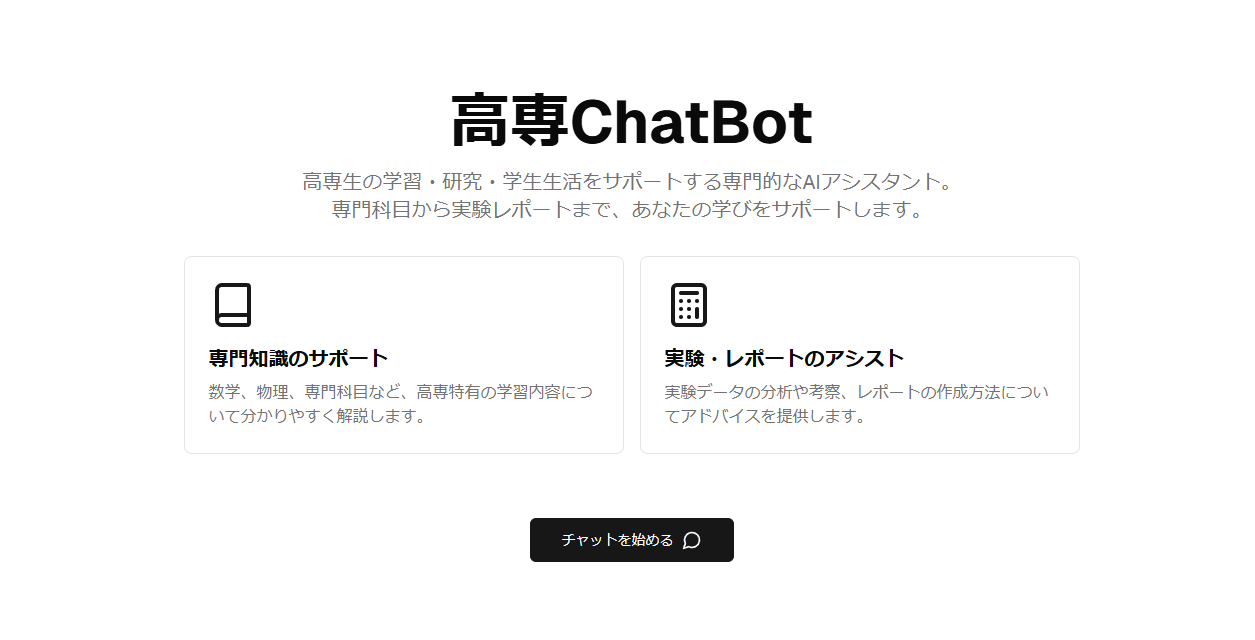 高専ChatBot
高専生の学習・研究・学生生活をサポートする専門的なAIアシスタント。
専門科目から実験レポートまで、あなたの学びをサポートします。
専門知識のサポート
数学、物理、専門科目など、高専特有の学習内容につ
いて分かりやすく解説します。
実験・レポートのアシスト
実験データの分析や考察、レポートの作成方法につい
てアドバイスを提供します。
チャットを始める